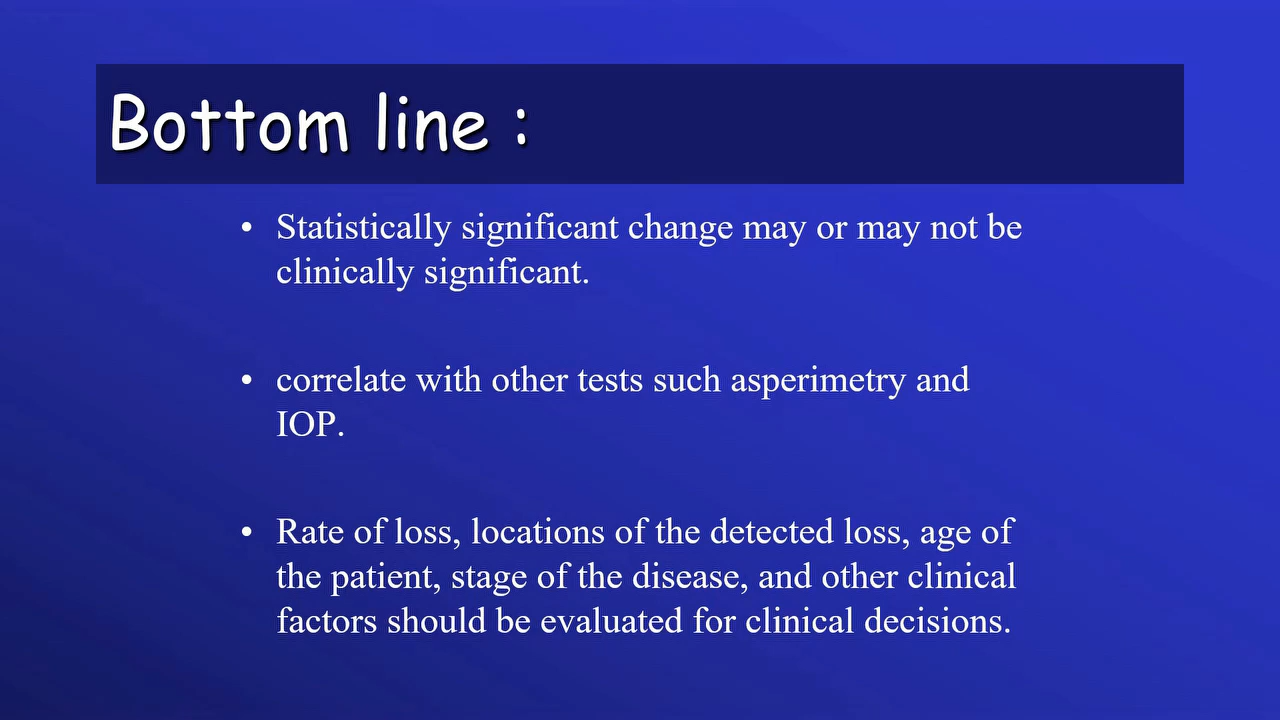 Bottom line :
• Statistically significant change may or may not be
clinically significant.
• correlate with other tests such asperimetry and
IOP.
• Rate of loss, locations of the detected loss, age of
the patient, stage of the disease, and other clinical
factors should be evaluated for clinical decisions.